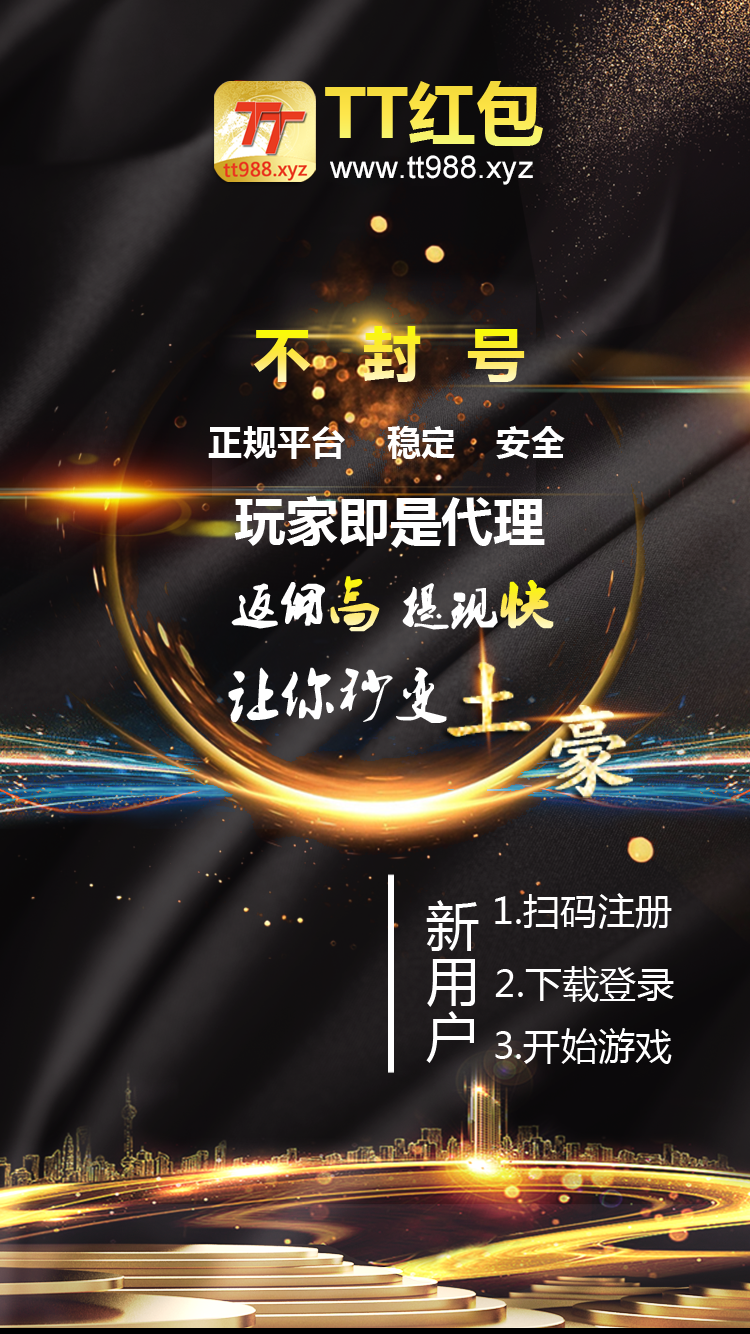 TT红包
TT
tt988.xyz
www.tt988.xyz
不封号
正规平台 稳定 安全
玩家即是代理
返佣高 提现快
让你秒变土豪
新用户
1.扫码注册
2.下载登录
3.开始游戏